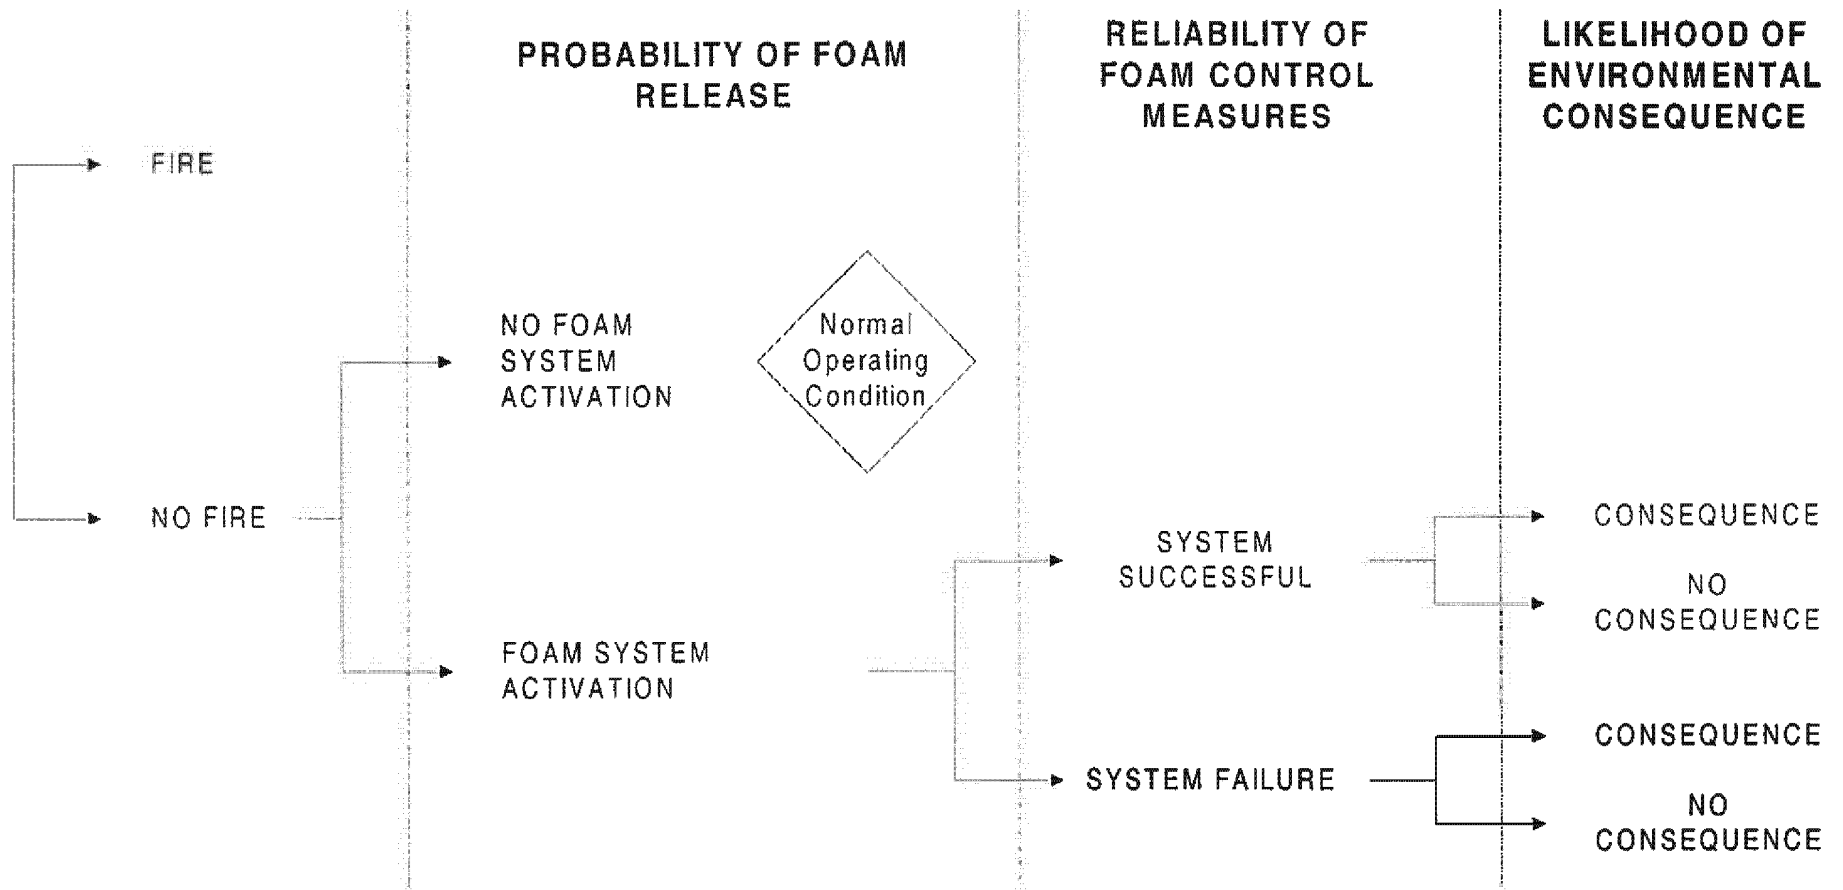 PROBABILITY OF FOAM
RELEASE
RELIABILITY OF
FOAM CONTROL
MEASURES
LIKELIHOOD OF
ENVIRONMENTAL
CONSEQUENCE
FIRE
NO FOAM
SYSTEM
ACTIVATION
Normal
Operating
Condition
NO FIRE
FOAM SYSTEM
ACTIVATION
SYSTEM
SUCCESSFUL
CONSEQUENCE
NO
CONSEQUENCE
SYSTEM FAILURE
CONSEQUENCE
NO
CONSEQUENCE